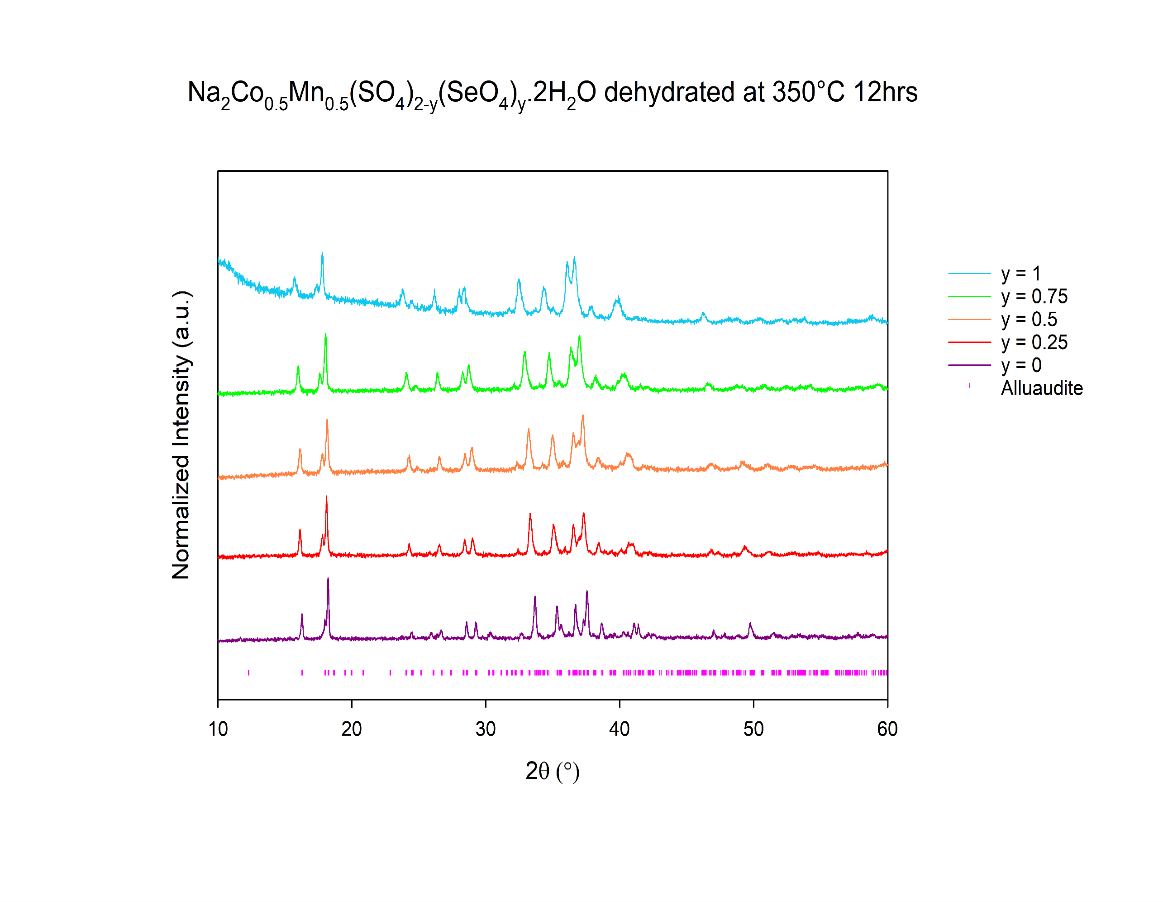 Na₂Co₀.₅Mn₀.₅(SO₄)₂₋ᵧ(SeO₄)ᵧ.2H₂O dehydrated at 350°C 12hrs
Normalized Intensity (a.u.)
y = 1
y = 0.75
y = 0.5
y = 0.25
y = 0
Alluaudite
10 20 30 40 50 60
2θ (°)